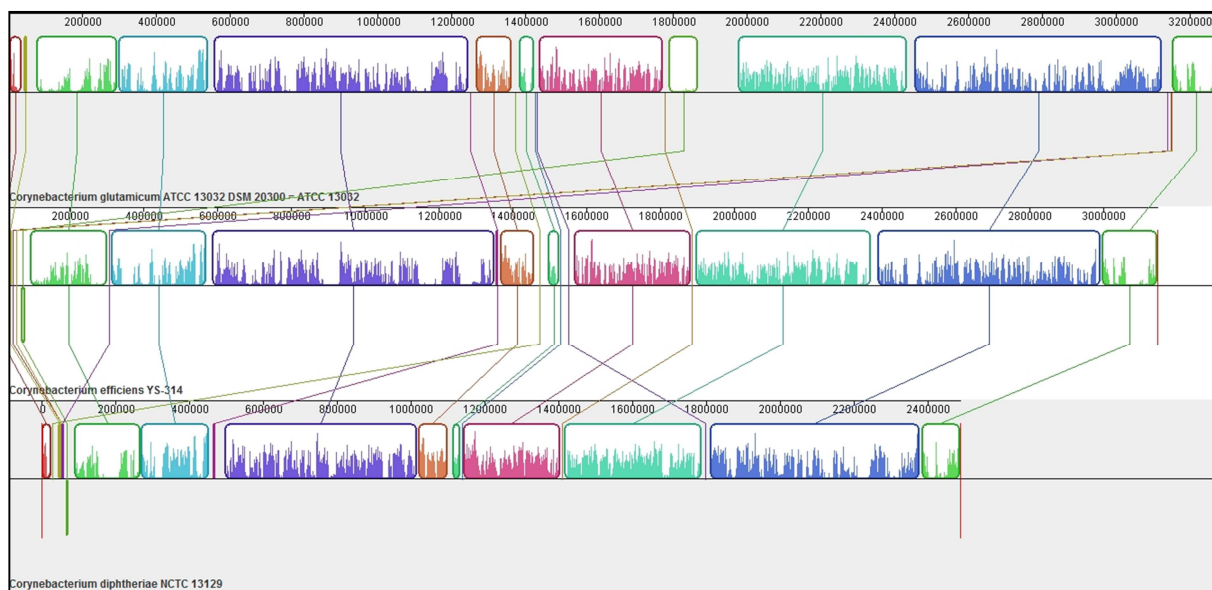 200000 400000 600000 800000 1000000 1200000 1400000 1600000 1800000 2000000 2200000 2400000 2600000 2800000 3000000 3200000
Corynebacterium glutamicum ATCC 13032 DSM 20300 = ATCC 13032
200000 400000 600000 800000 1000000 1200000 1400000 1600000 1800000 2000000 2200000 2400000 2600000 2800000 3000000
Corynebacterium efficiens YS-314
0 200000 400000 600000 800000 1000000 1200000 1400000 1600000 1800000 2000000 2200000 2400000
Corynebacterium diphtheriae NCTC 13129